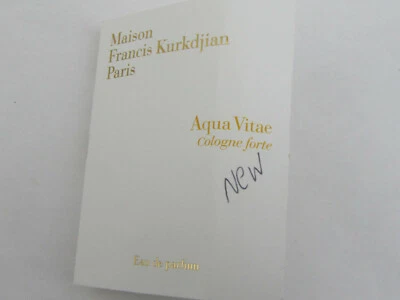 Maison
Francis Kurkdjian
Paris
Aqua Vitae
Cologne forte
NEW
Eau de parfum